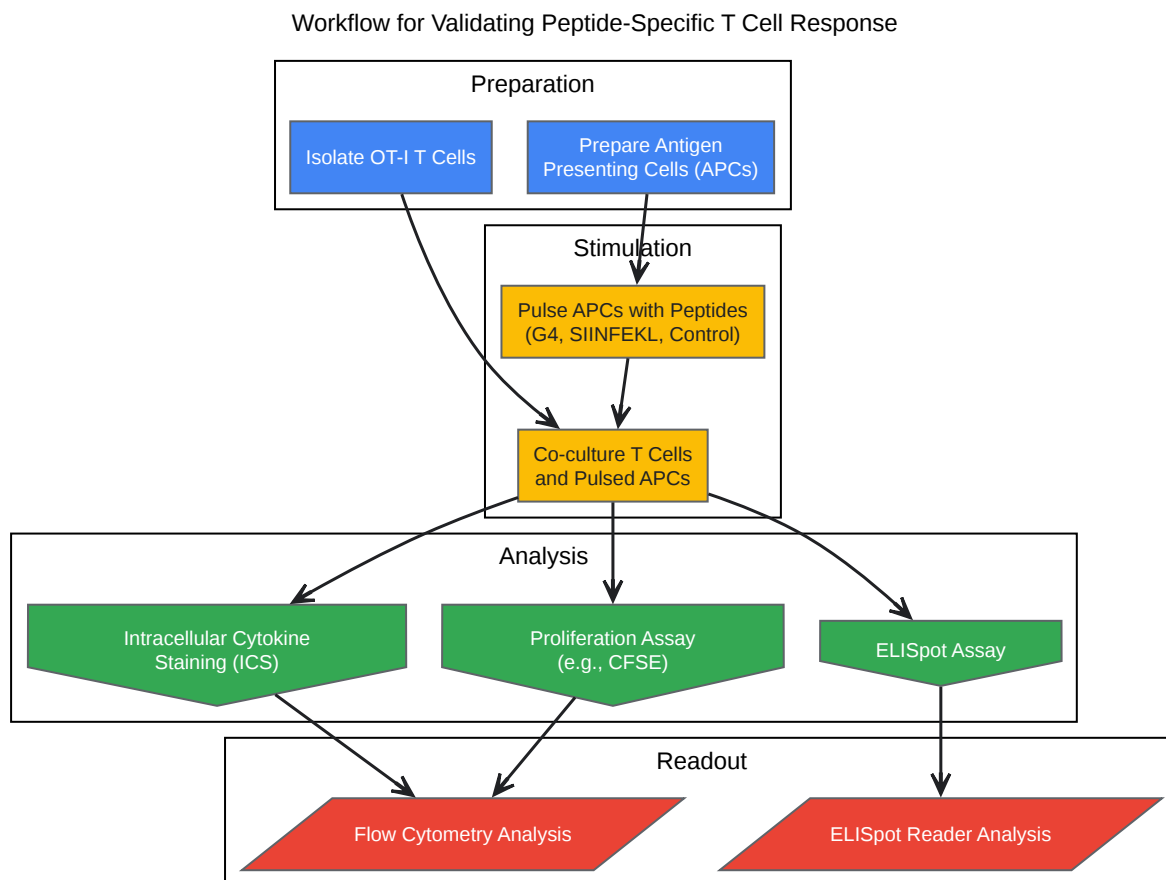 Workflow for Validating Peptide-Specific T Cell Response
Preparation
Isolate OT-I T Cells
Prepare Antigen
Presenting Cells (APCs)
Stimulation
Pulse APCs with Peptides
(G4, SIINFEKL, Control)
Co-culture T Cells
and Pulsed APCs
Analysis
Intracellular Cytokine
Staining (ICS)
Proliferation Assay
(e.g., CFSE)
ELISpot Assay
Readout
Flow Cytometry Analysis
ELISpot Reader Analysis